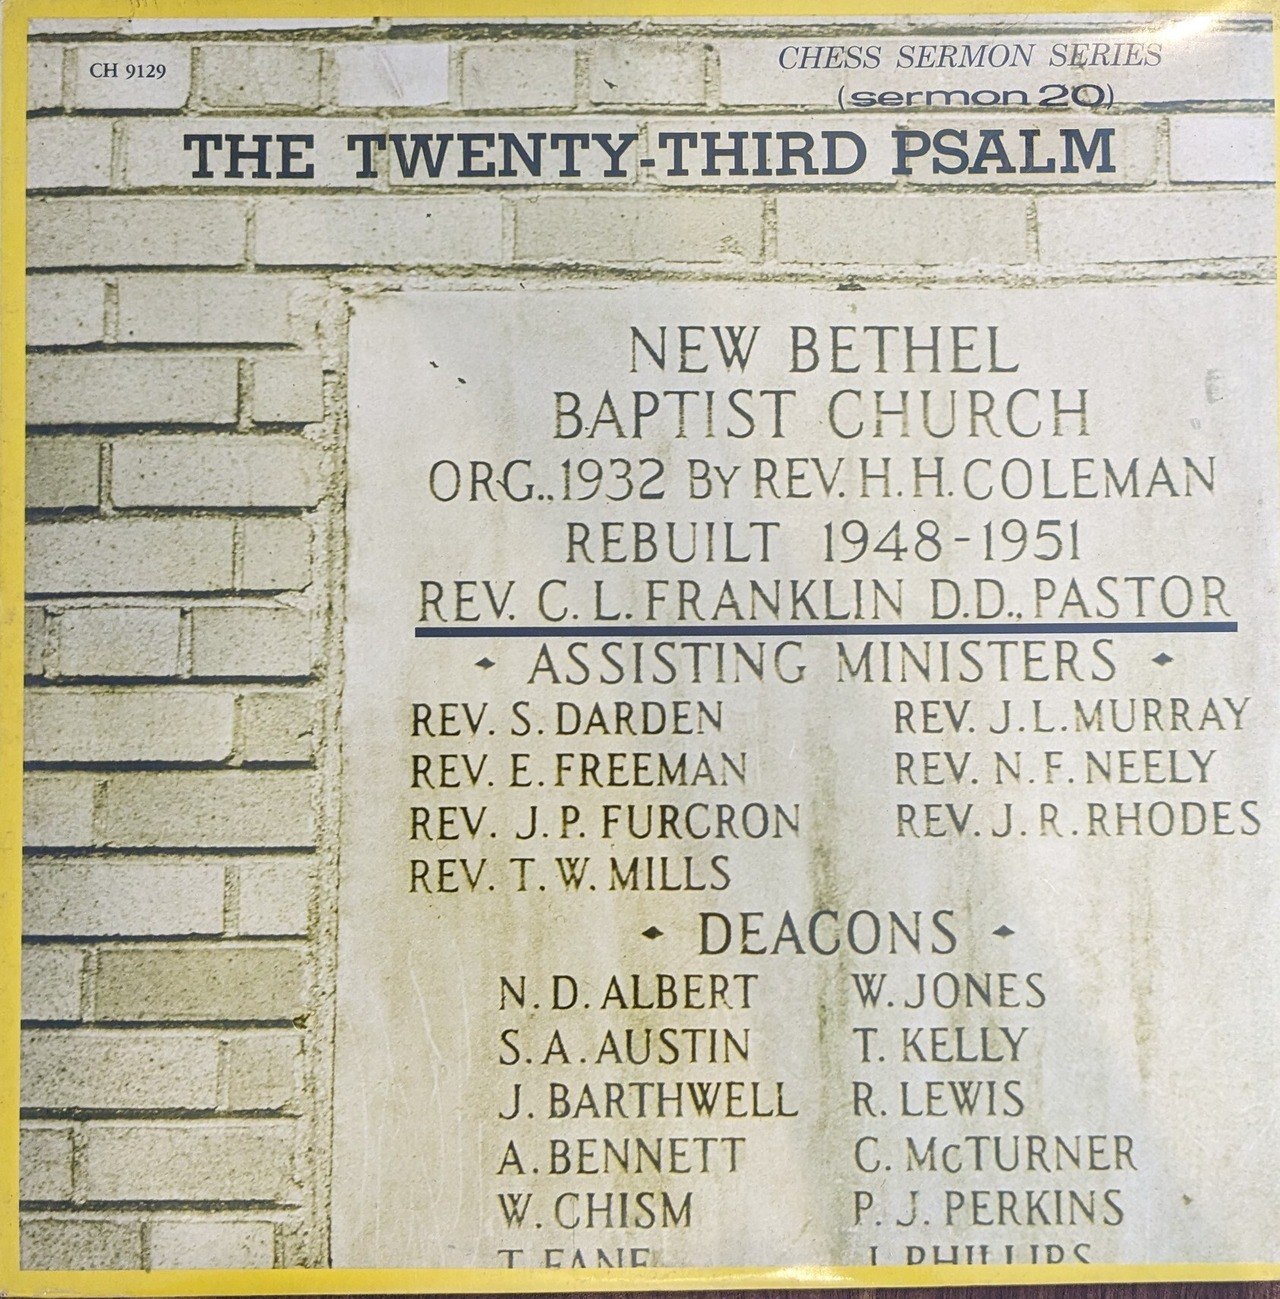 CH 9129
CHESS SERMON SERIES
(sermon 20)
THE TWENTY-THIRD PSALM
NEW BETHEL
BAPTIST CHURCH
ORG., 1932 BY REV. H. H. COLEMAN
REBUILT 1948-1951
REV. C. L. FRANKLIN D.D., PASTOR
ASSISTING MINISTERS
REV. S. DARDEN REV. J. L. MURRAY
REV. E. FREEMAN REV. N. F. NEELY
REV. J. P. FURCRON REV. J. R. RHODES
REV. T. W. MILLS
DEACONS
N. D. ALBERT W. JONES
S. A. AUSTIN T. KELLY
J. BARTHWELL R. LEWIS
A. BENNETT C. McTURNER
W. CHISM P. J. PERKINS
T. FANE J. PHILLIPS